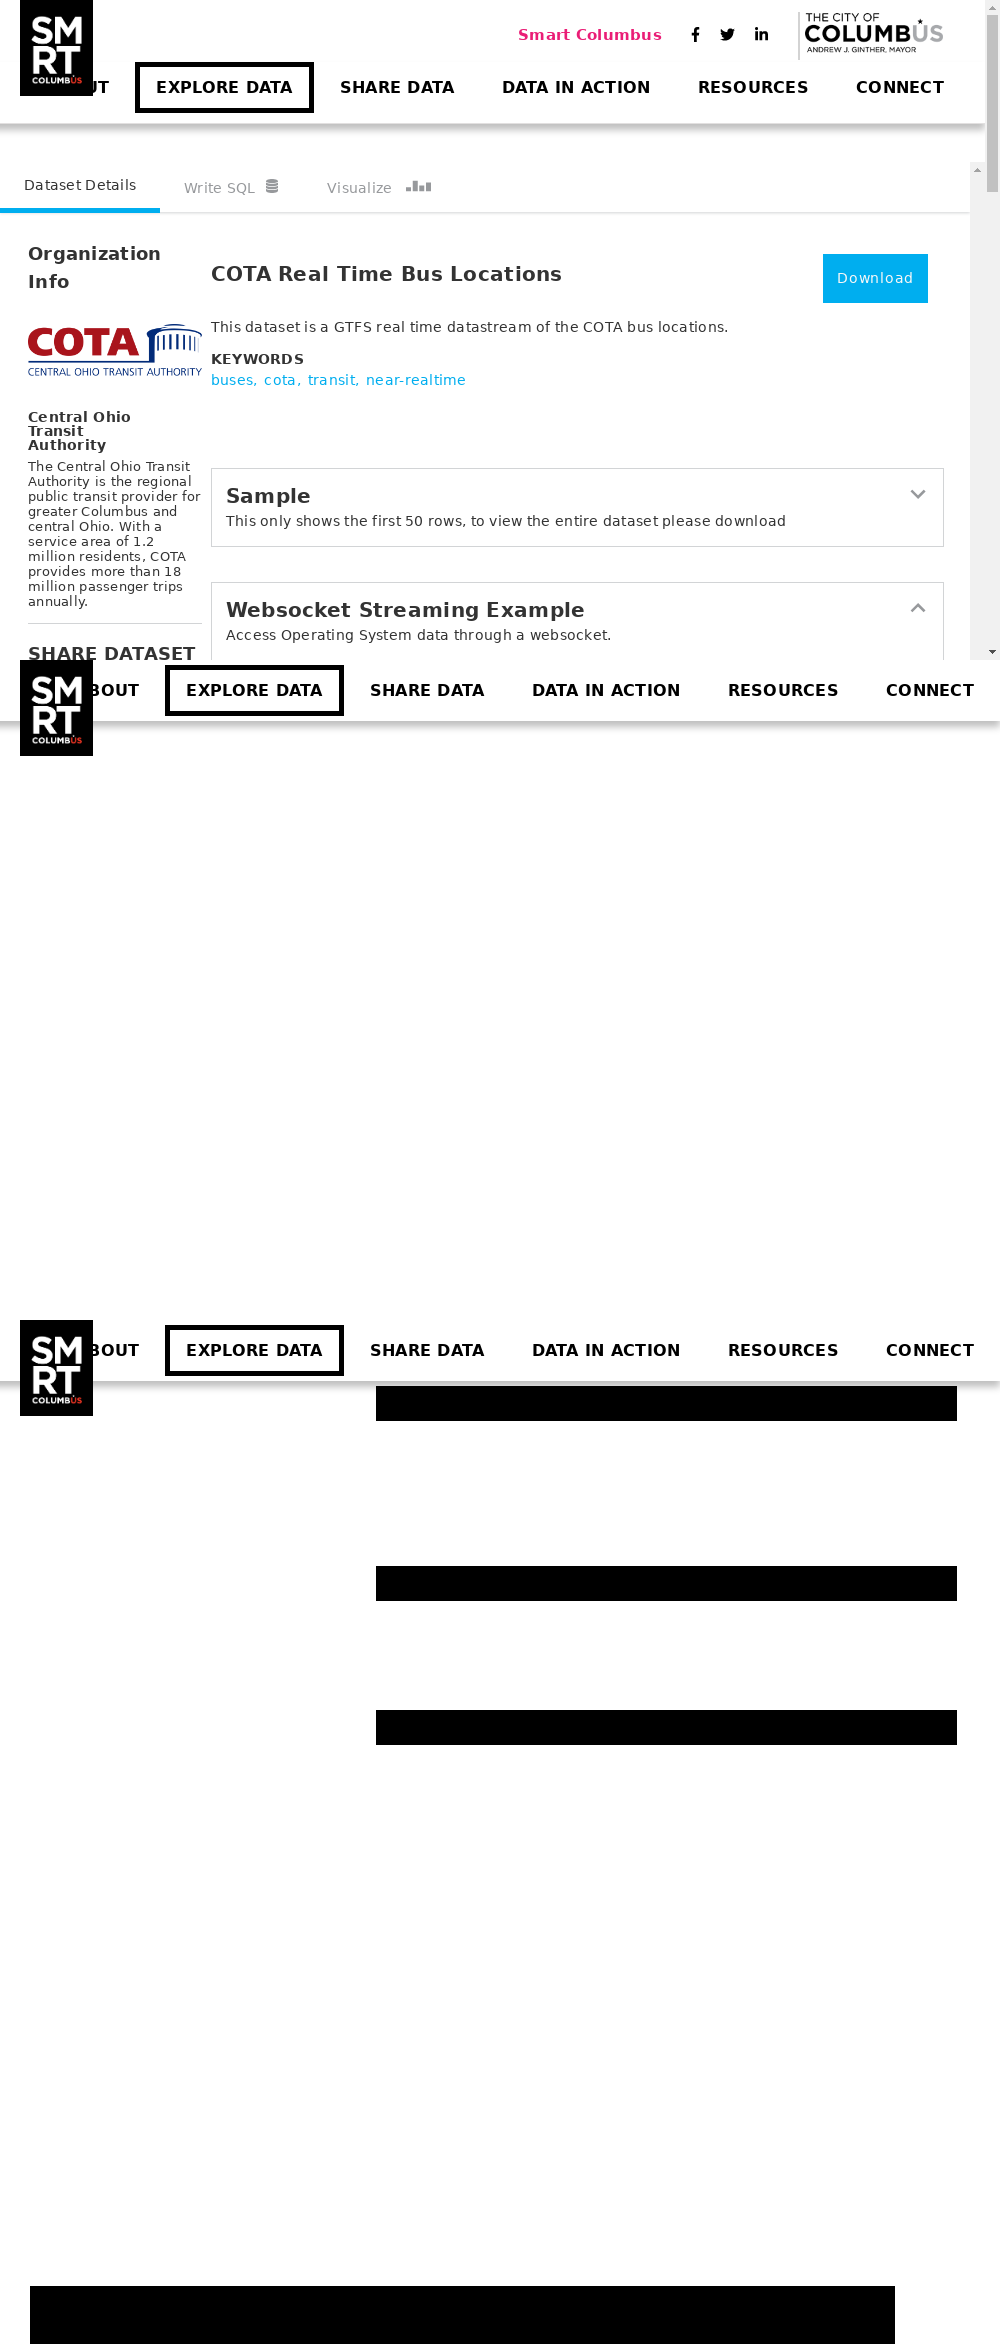 SM
RT
COLUMBUS
Smart Columbus
THE CITY OF
COLUMBUS
ANDREW J. GINTHER, MAYOR
UT
EXPLORE DATA
SHARE DATA
DATA IN ACTION
RESOURCES
CONNECT
Dataset Details
Write SQL
Visualize
Organization
Info
COTA
CENTRAL OHIO TRANSIT AUTHORITY
Central Ohio
Transit
Authority
The Central Ohio Transit
Authority is the regional
public transit provider for
greater Columbus and
central Ohio. With a
service area of 1.2
million residents, COTA
provides more than 18
million passenger trips
annually.
SHARE DATASET
COTA Real Time Bus Locations
Download
This dataset is a GTFS real time datastream of the COTA bus locations.
KEYWORDS
buses, cota, transit, near-realtime
Sample
This only shows the first 50 rows, to view the entire dataset please download
Websocket Streaming Example
Access Operating System data through a websocket.
SM
RT
COLUMBUS
BOUT
EXPLORE DATA
SHARE DATA
DATA IN ACTION
RESOURCES
CONNECT
SM
RT
COLUMBUS
BOUT
EXPLORE DATA
SHARE DATA
DATA IN ACTION
RESOURCES
CONNECT